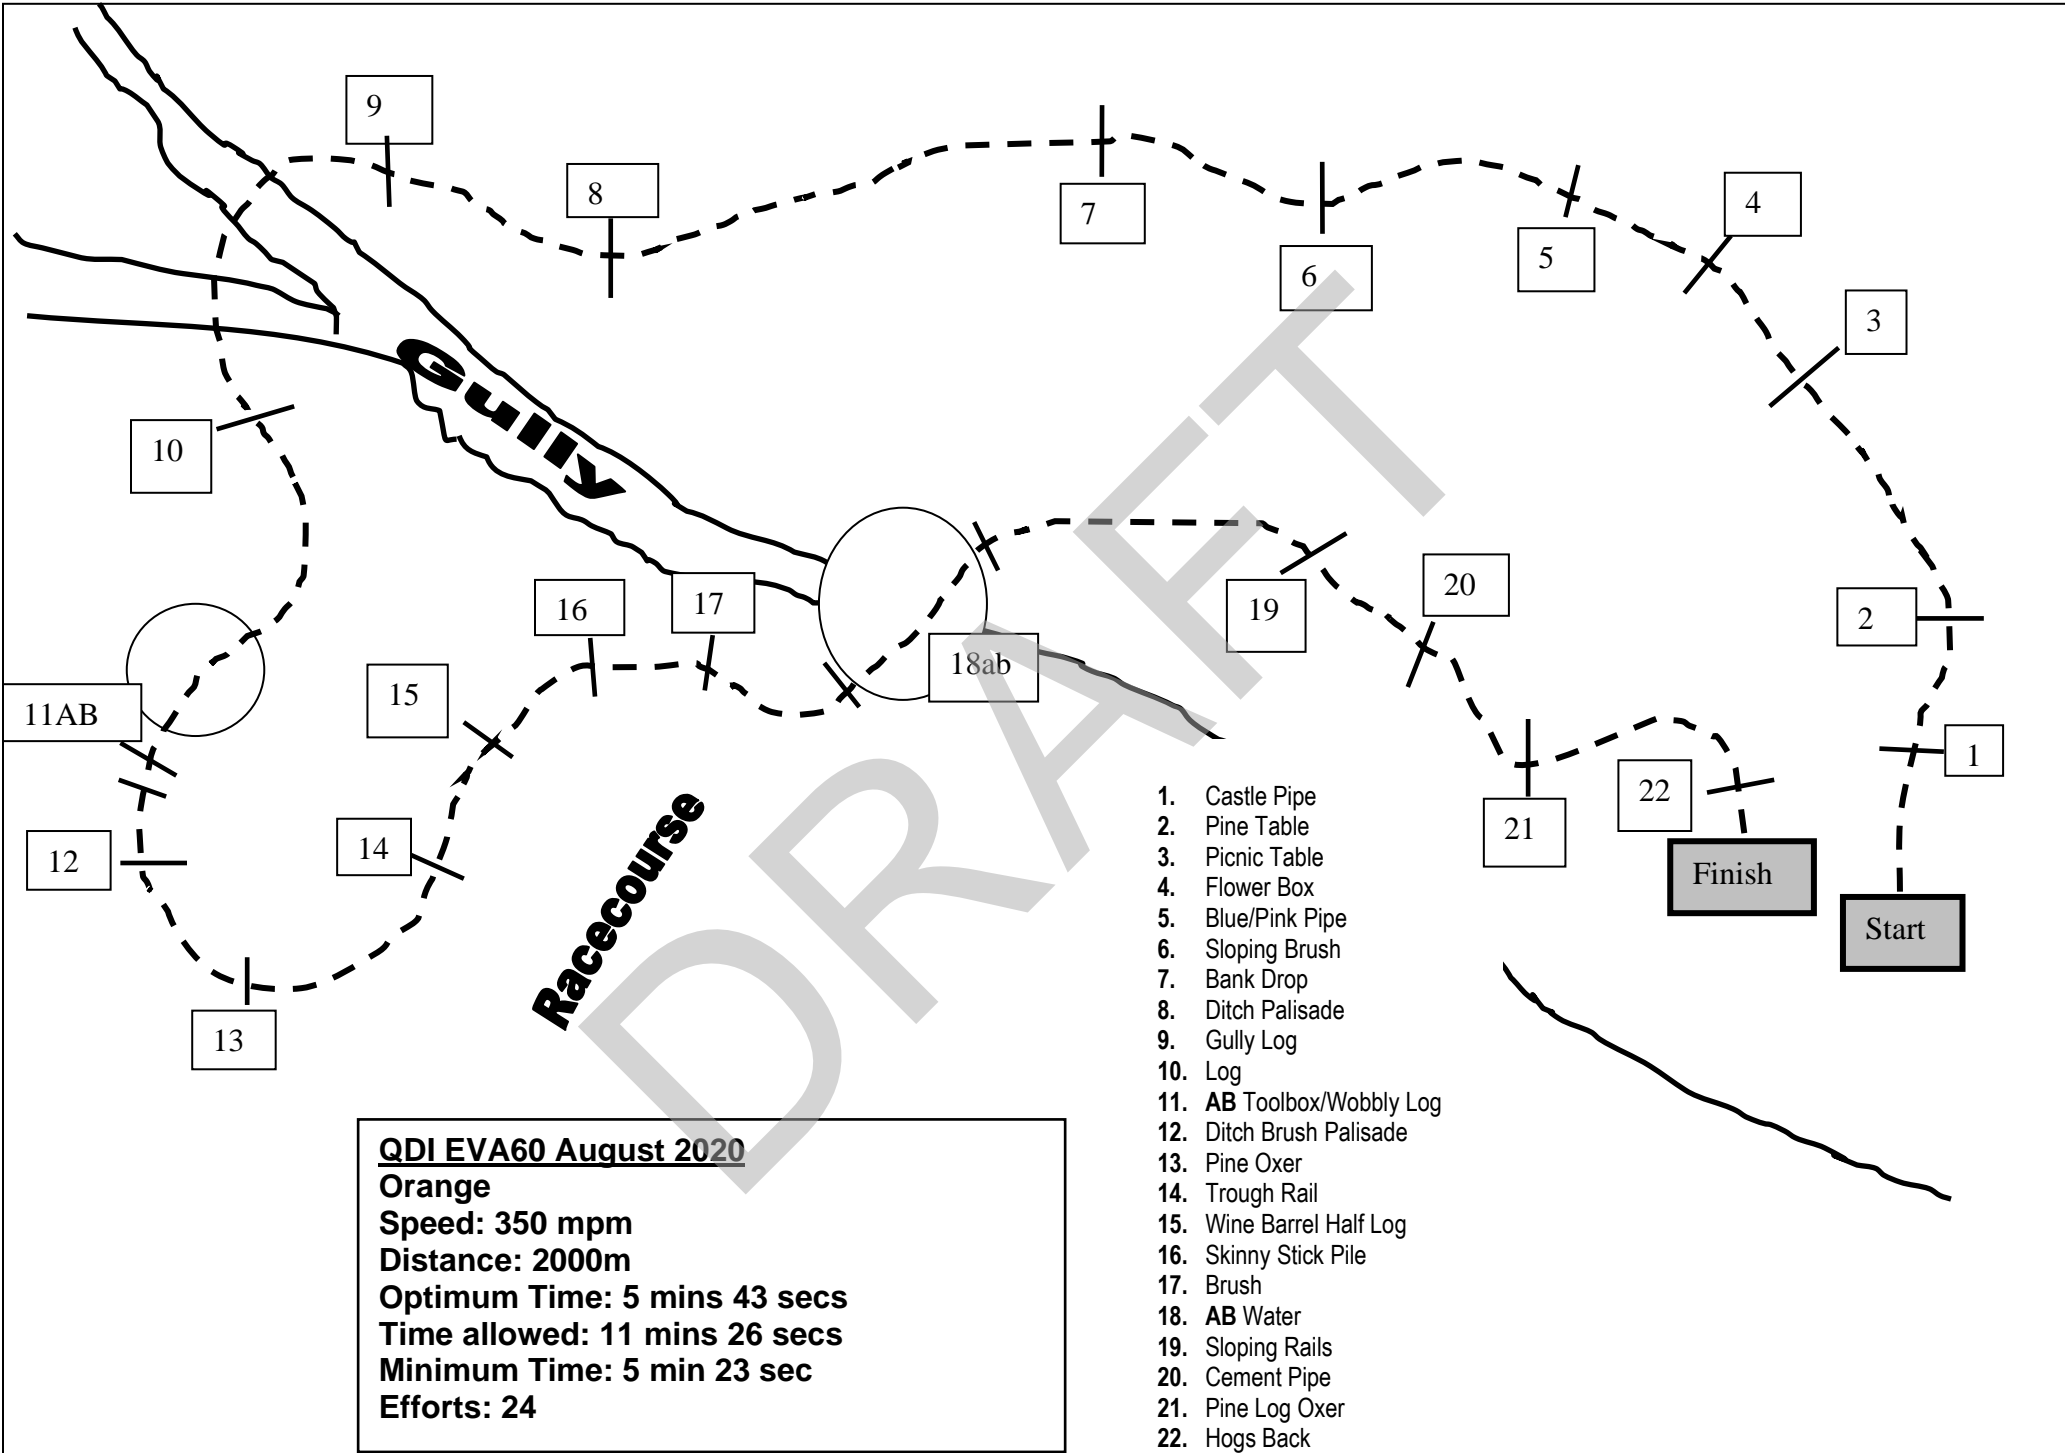 9
8
7
6
5
4
3
2
1
10
11AB
12
13
14
15
16
17
18ab
19
20
21
22
Finish
Start
Gully
Racecourse
DRAFT
1. Castle Pipe
2. Pine Table
3. Picnic Table
4. Flower Box
5. Blue/Pink Pipe
6. Sloping Brush
7. Bank Drop
8. Ditch Palisade
9. Gully Log
10. Log
11. AB Toolbox/Wobbly Log
12. Ditch Brush Palisade
13. Pine Oxer
14. Trough Rail
15. Wine Barrel Half Log
16. Skinny Stick Pile
17. Brush
18. AB Water
19. Sloping Rails
20. Cement Pipe
21. Pine Log Oxer
22. Hogs Back
QDI EVA60 August 2020
Orange
Speed: 350 mpm
Distance: 2000m
Optimum Time: 5 mins 43 secs
Time allowed: 11 mins 26 secs
Minimum Time: 5 min 23 sec
Efforts: 24